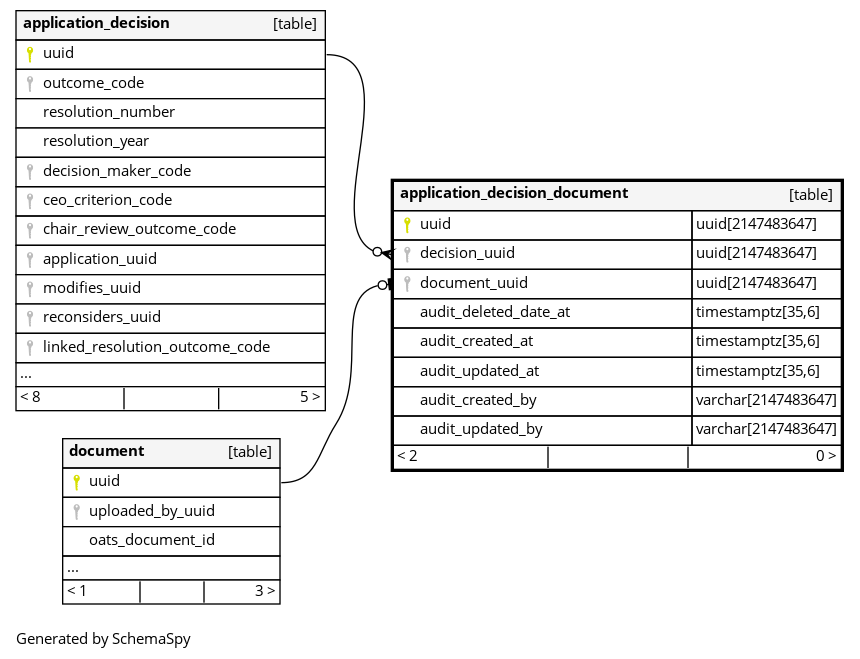 application_decision [table]
uuid
outcome_code
resolution_number
resolution_year
decision_maker_code
ceo_criterion_code
chair_review_outcome_code
application_uuid
modifies_uuid
reconsiders_uuid
linked_resolution_outcome_code
...
< 8 5 >
application_decision_document [table]
uuid uuid[2147483647]
decision_uuid uuid[2147483647]
document_uuid uuid[2147483647]
audit_deleted_date_at timestamptz[35,6]
audit_created_at timestamptz[35,6]
audit_updated_at timestamptz[35,6]
audit_created_by varchar[2147483647]
audit_updated_by varchar[2147483647]
< 2 0 >
document [table]
uuid
uploaded_by_uuid
oats_document_id
...
< 1 3 >
Generated by SchemaSpy